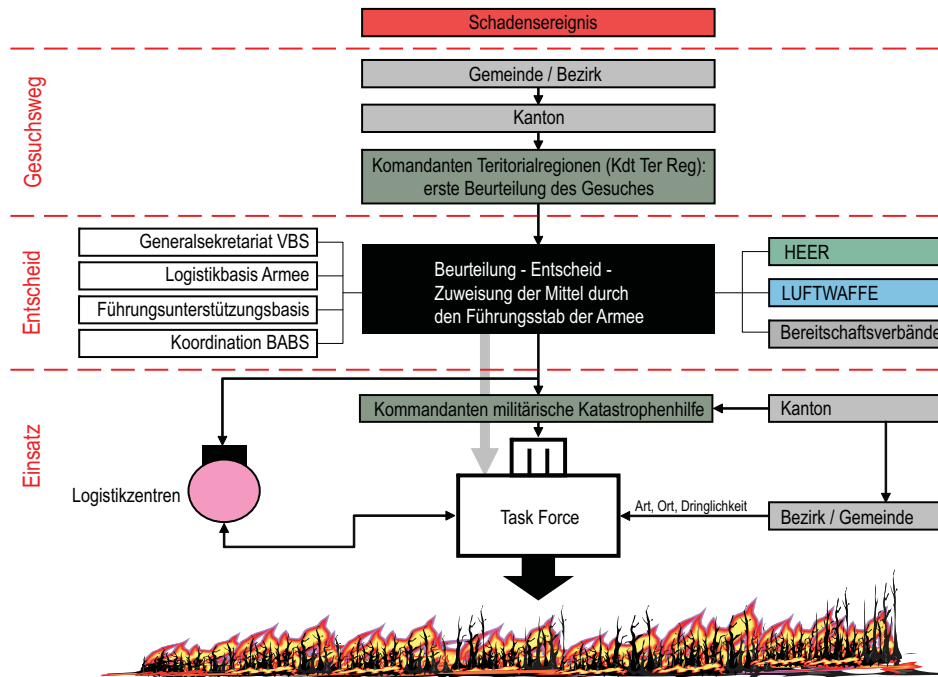 Schadensereignis
Gesuchsweg
Gemeinde / Bezirk
Kanton
Komandanten Teritorialregionen (Kdt Ter Reg):
erste Beurteilung des Gesuches
Entscheid
Generalsekretariat VBS
Logistikbasis Armee
Führungsunterstützungsbasis
Koordination BABS
Beurteilung - Entscheid -
Zuweisung der Mittel durch
den Führungsstab der Armee
HEER
LUFTWAFFE
Bereitschaftsverbände
Einsatz
Kommandanten militärische Katastrophenhilfe
Kanton
Logistikzentren
Task Force
Art, Ort, Dringlichkeit
Bezirk / Gemeinde